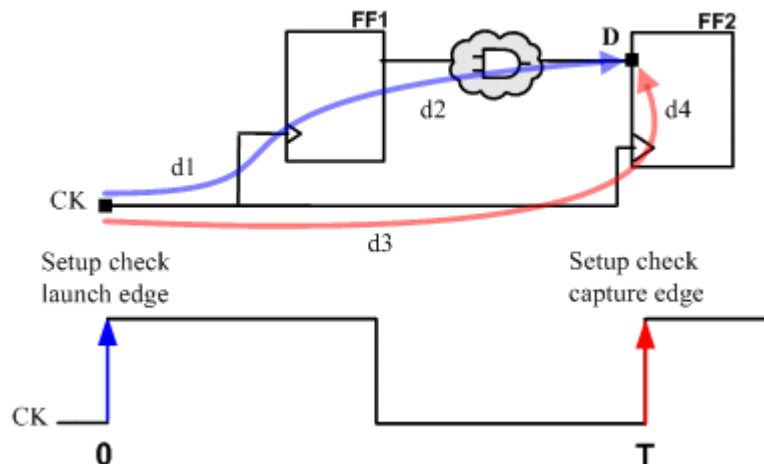 FF1
D
FF2
d2
d4
d1
CK
d3
Setup check
launch edge
Setup check
capture edge
CK
0
T